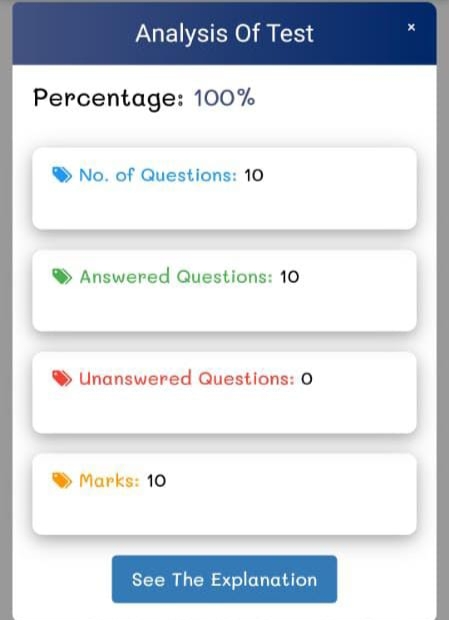 Analysis Of Test ×
Percentage: 100%
No. of Questions: 10
Answered Questions: 10
Unanswered Questions: 0
Marks: 10
See The Explanation